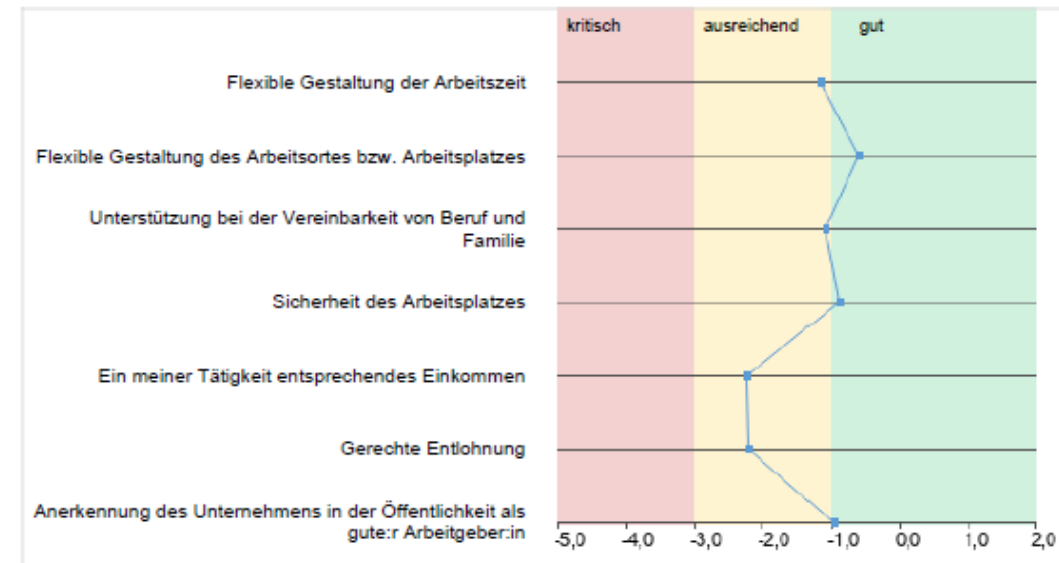 kritisch ausreichend gut
Flexible Gestaltung der Arbeitszeit
Flexible Gestaltung des Arbeitsortes bzw. Arbeitsplatzes
Unterstützung bei der Vereinbarkeit von Beruf und
Familie
Sicherheit des Arbeitsplatzes
Ein meiner Tätigkeit entsprechendes Einkommen
Gerechte Entlohnung
Anerkennung des Unternehmens in der Öffentlichkeit als
gute:r Arbeitgeber:in
-5,0 -4,0 -3,0 -2,0 -1,0 0,0 1,0 2,0